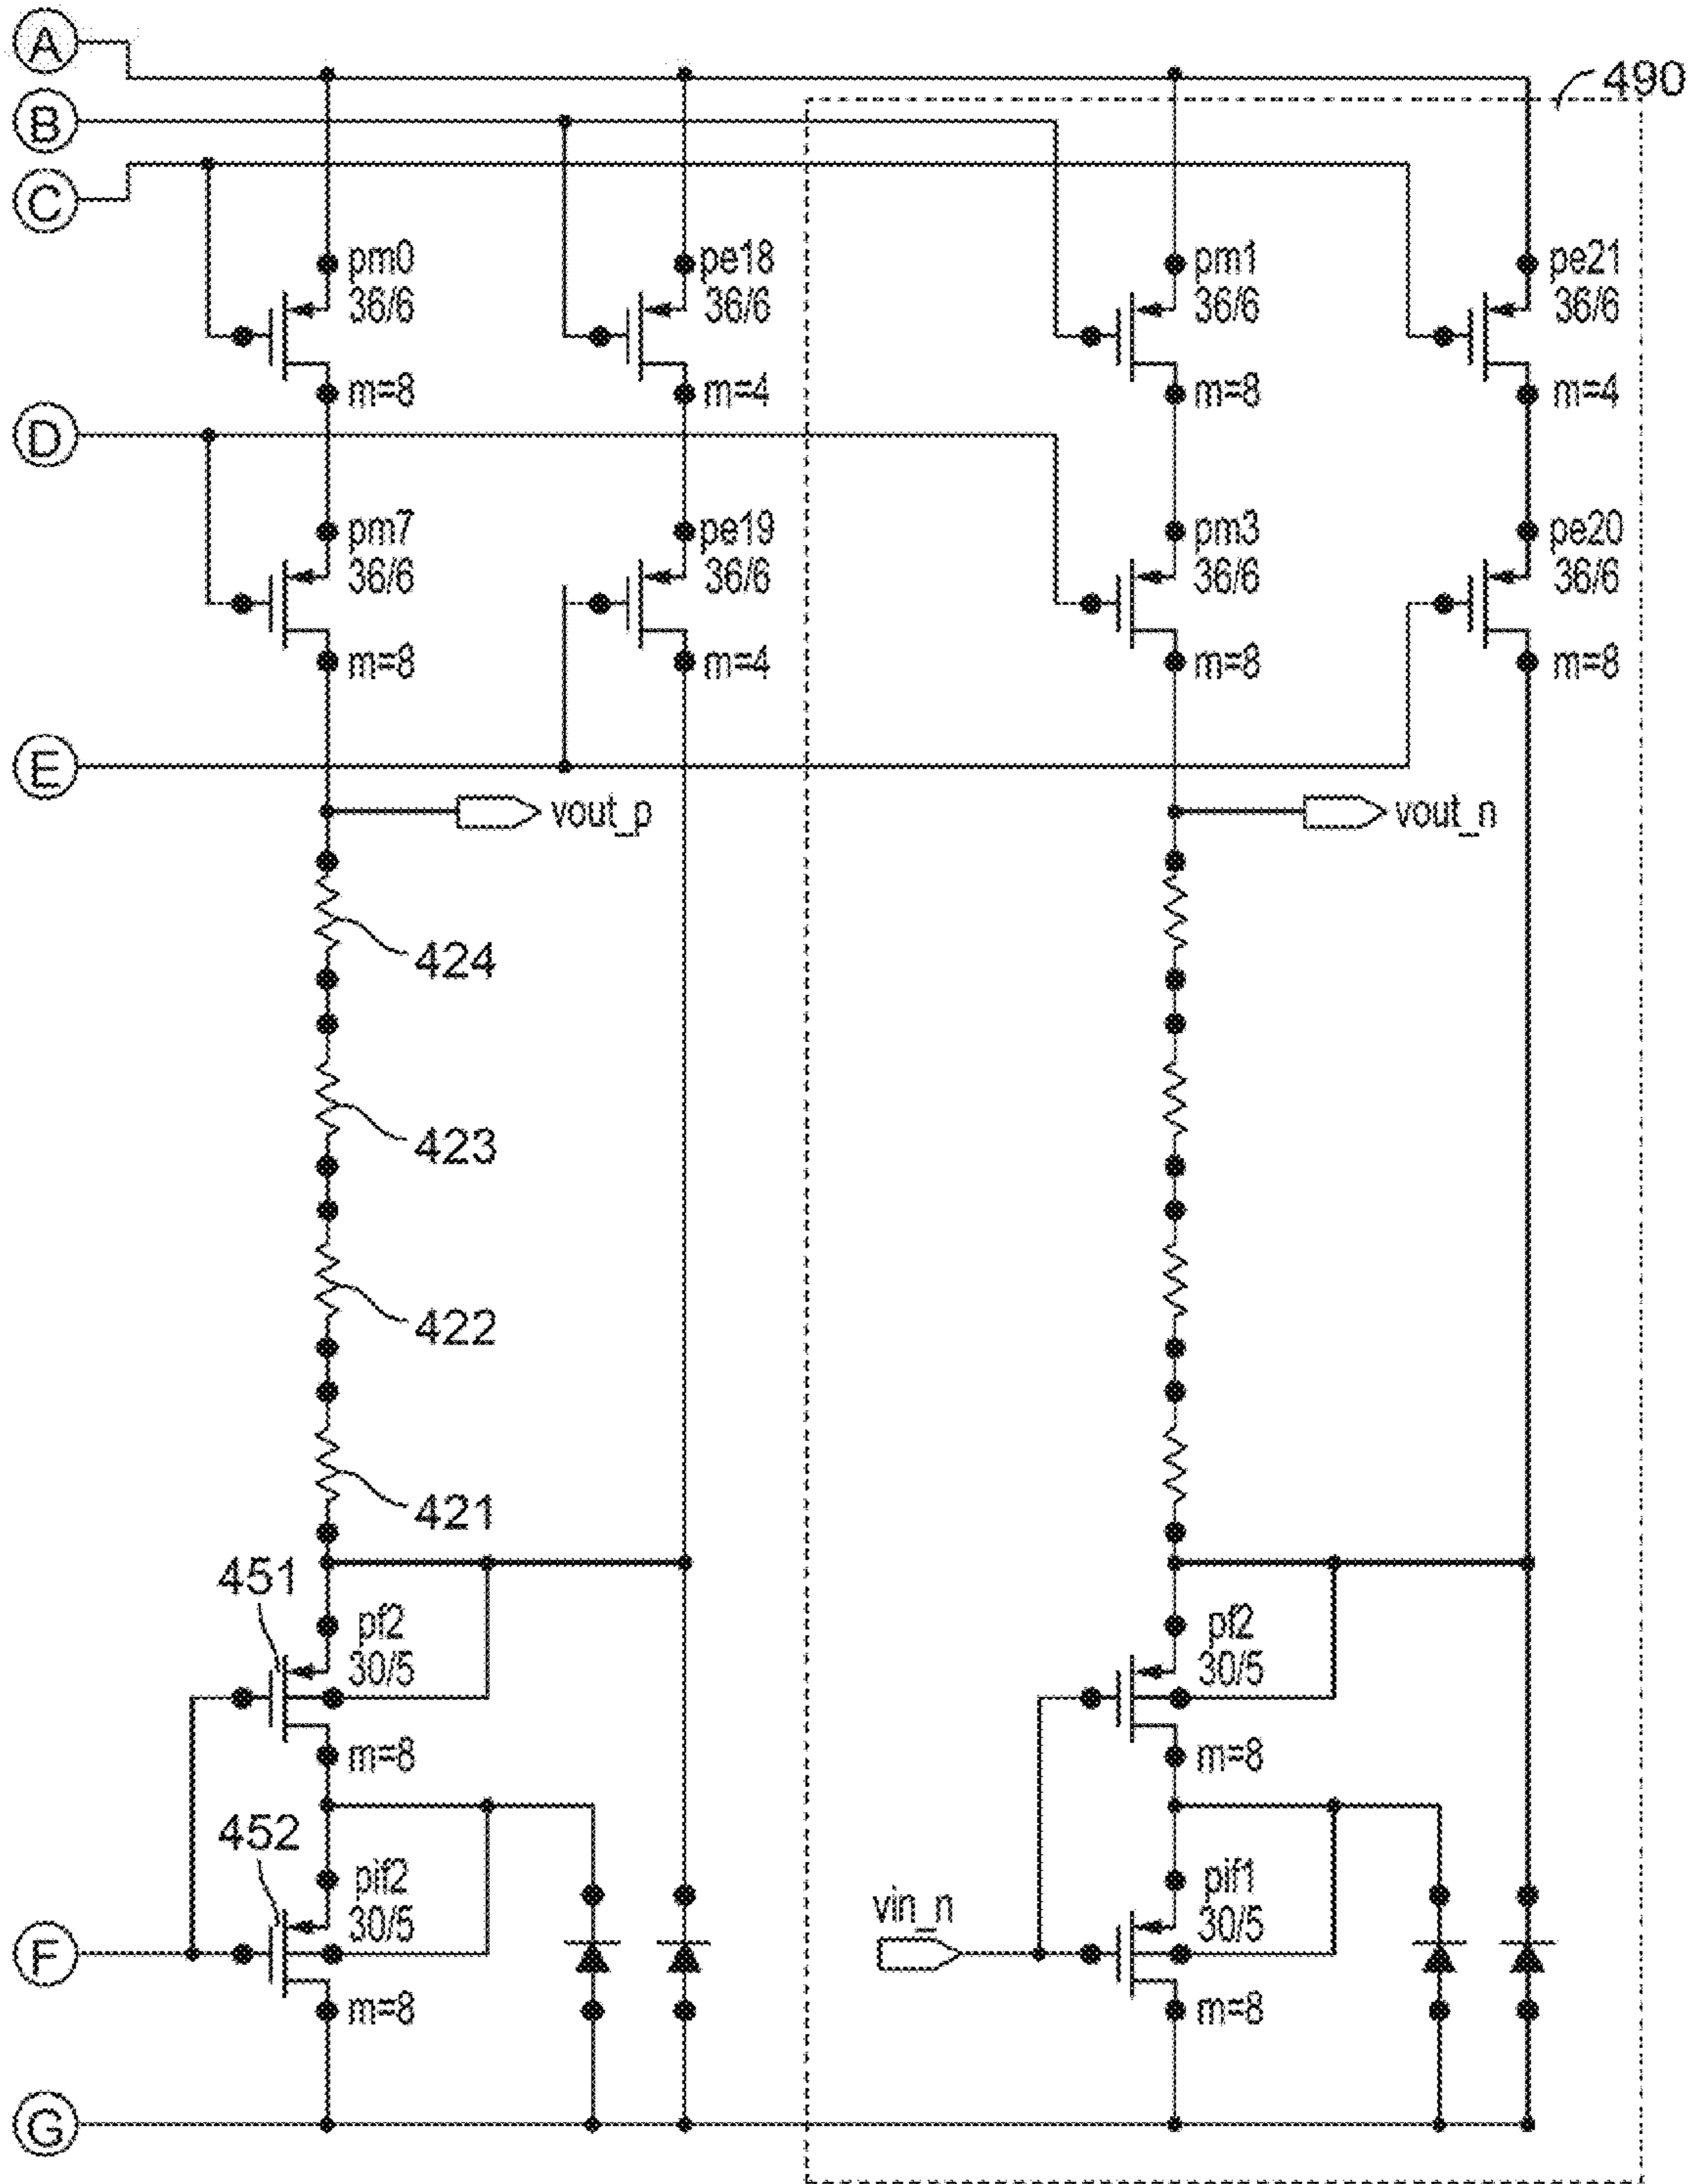 A
490
B
C
pm0
36/6
m=8
pe18
36/6
m=4
pm1
36/6
m=8
pe21
36/6
m=4
D
pm7
36/6
m=8
pe19
36/6
m=4
pm3
36/6
m=8
pe20
36/6
m=8
E
vout_p
vout_n
424
423
422
421
451
pf2
30/5
m=8
pf2
30/5
m=8
452
pif2
30/5
m=8
vin_n
pif1
30/5
m=8
F
G